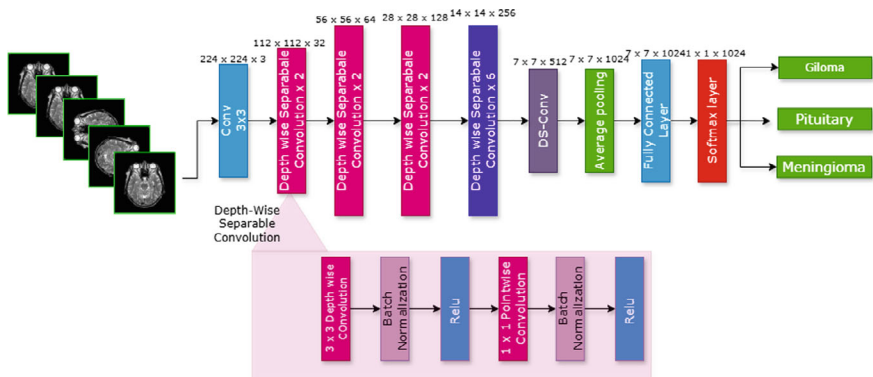 224 x 224 x 3
112 x 112 x 32
56 x 56 x 64
28 x 28 x 128
14 x 14 x 256
7 x 7 x 512
7 x 7 x 1024
7 x 7 x 1024
1 x 1 x 1024
Conv
3x3
Depth wise Separabale
Convolution x 2
Depth wise Separabale
Convolution x 2
Depth wise Separabale
Convolution x 2
Depth wise Separabale
Convolution x 6
DS-Conv
Average pooling
Fully Connected
Layer
Softmax layer
Giloma
Pituitary
Meningioma
Depth-Wise
Separable
Convolution
3 x 3 Depth wise
COnvolution
Batch
Normalization
Relu
1 x 1 Pointwise
Convolution
Batch
Normalization
Relu